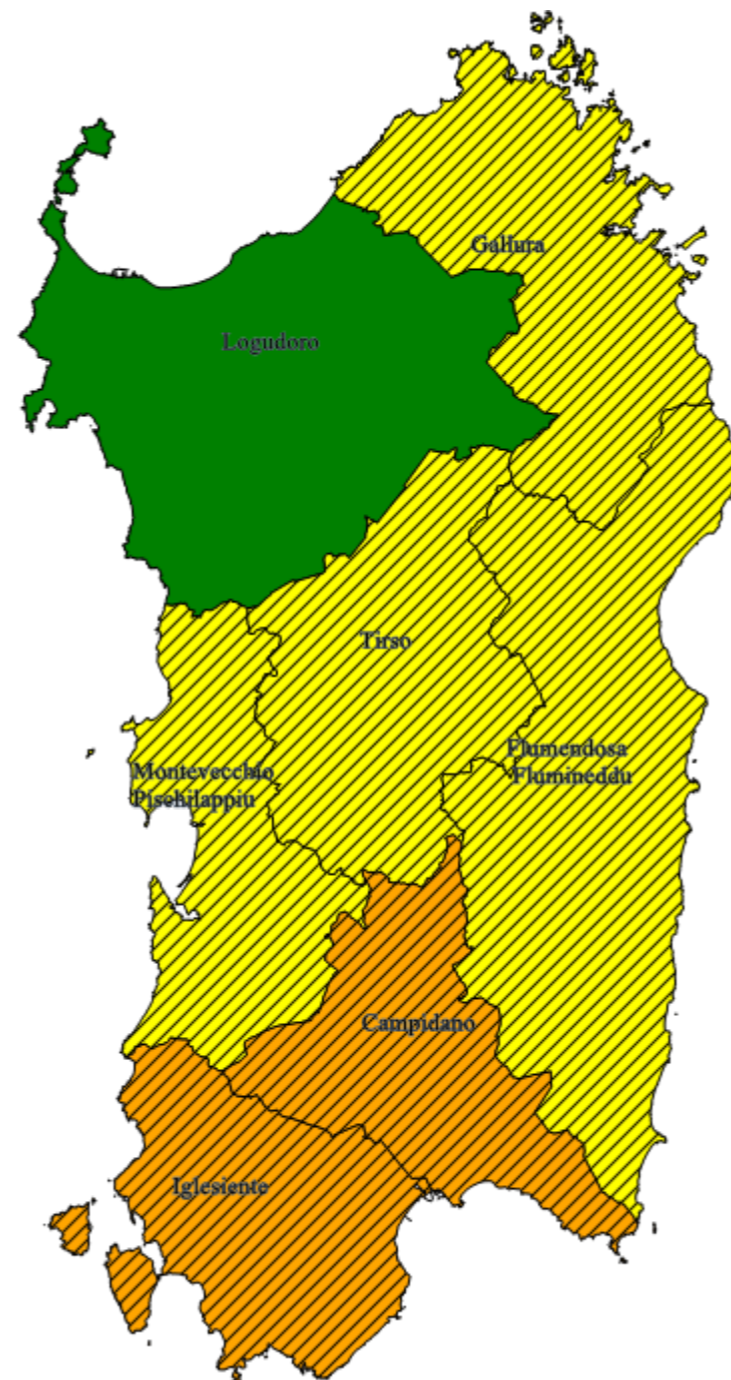 Gallura
Logudoro
Tirso
Flumendosa
Flumineddu
Montevecchio
Pischilappiu
Campidano
Iglesiente